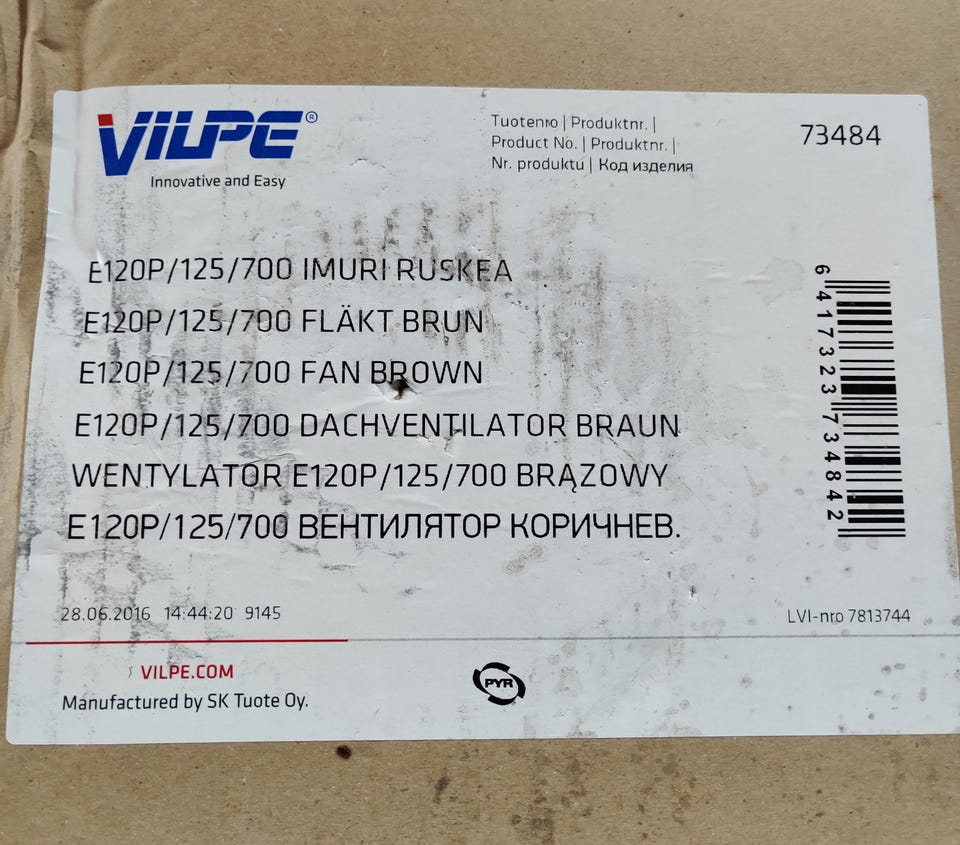 VILPE®
Innovative and Easy
Tuotenro | Produktnr. |
Product No. | Produktnr. |
Nr. produktu | Код изделия
73484
E120P/125/700 IMURI RUSKEA
E120P/125/700 FLÄKT BRUN
E120P/125/700 FAN BROWN
E120P/125/700 DACHVENTILATOR BRAUN
WENTYLATOR E120P/125/700 BRĄZOWY
E120P/125/700 ВЕНТИЛЯТОР КОРИЧНЕВ.
6 417323 734842
28.06.2016 14:44:20 9145
LVI-nro 7813744
VILPE.COM
Manufactured by SK Tuote Oy.
PYR